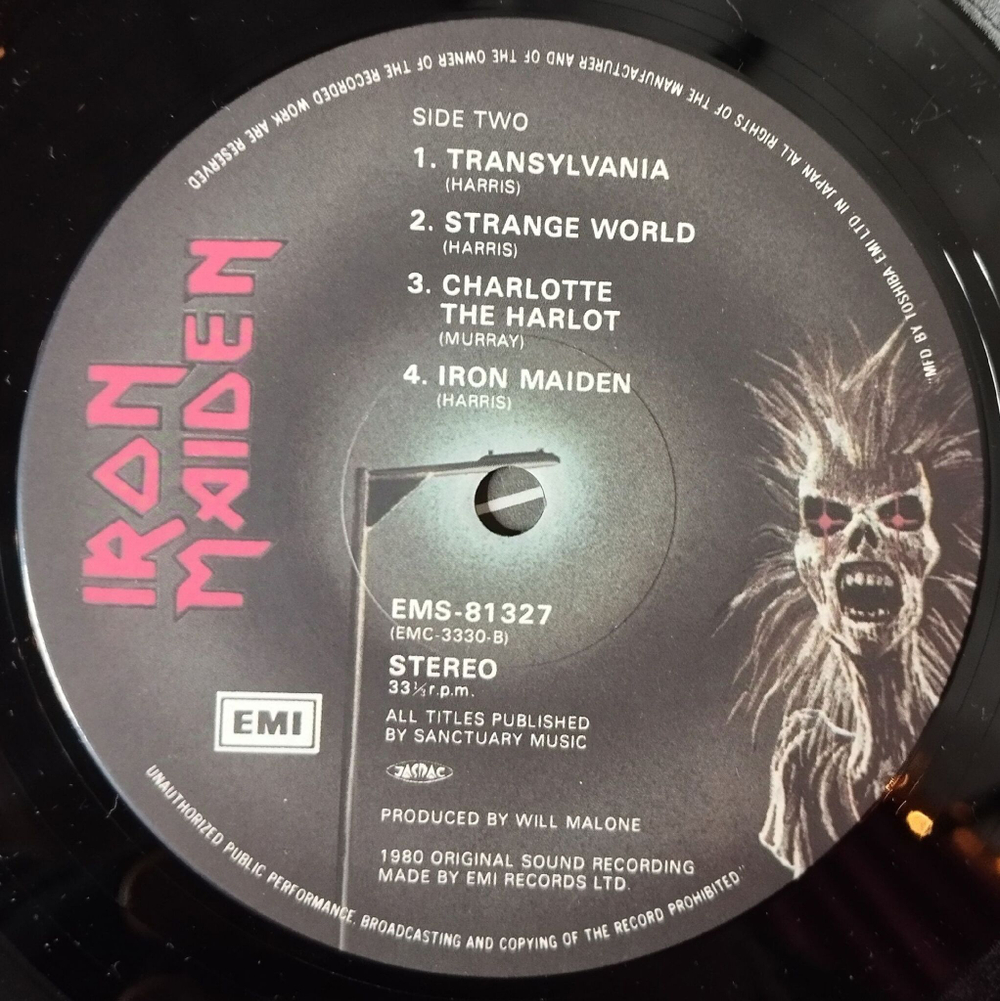 "MFD BY TOSHIBA-EMI LTD IN JAPAN. ALL RIGHTS OF THE MANUFACTURER AND OF THE OWNER OF THE RECORDED WORK ARE RESERVED.
SIDE TWO
1. TRANSYLVANIA
(HARRIS)
2. STRANGE WORLD
(HARRIS)
3. CHARLOTTE
THE HARLOT
(MURRAY)
4. IRON MAIDEN
(HARRIS)
IRON
MAIDEN
EMS-81327
(EMC-3330-B)
STEREO
33⅓r.p.m.
EMI
ALL TITLES PUBLISHED
BY SANCTUARY MUSIC
JASRAC
PRODUCED BY WILL MALONE
1980 ORIGINAL SOUND RECORDING
MADE BY EMI RECORDS LTD.
UNAUTHORIZED PUBLIC PERFORMANCE, BROADCASTING AND COPYING OF THE RECORD PROHIBITED"